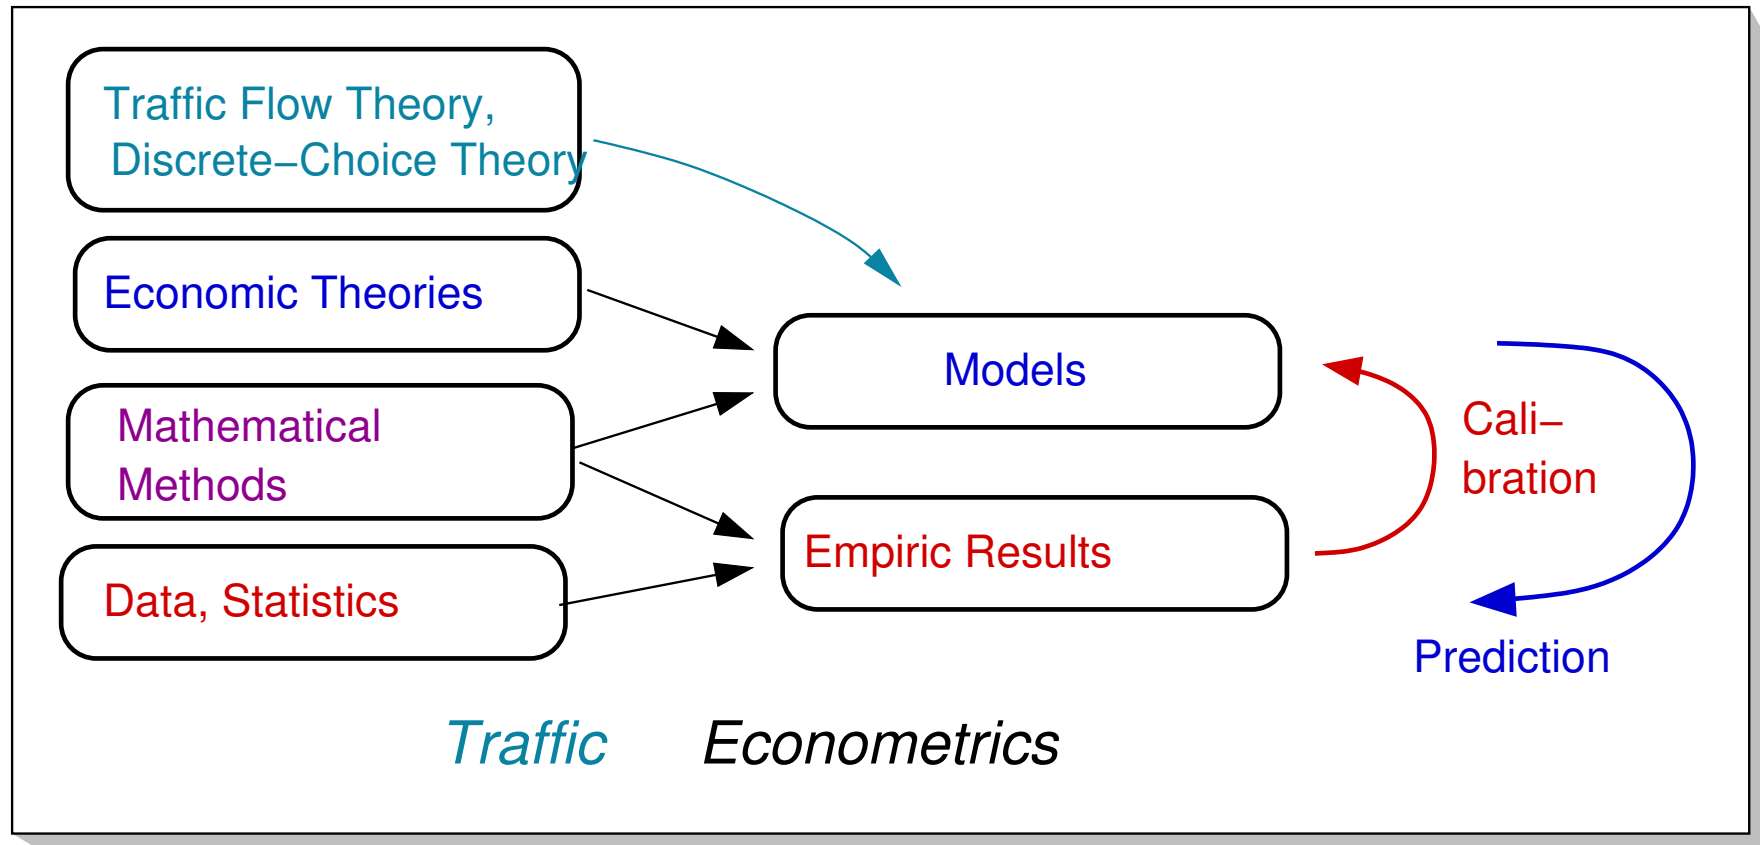 Traffic Flow Theory,
Discrete−Choice Theory
Economic Theories
Mathematical
Methods
Data, Statistics
Models
Empiric Results
Cali−
bration
Prediction
Traffic Econometrics